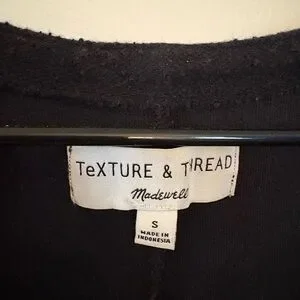 TeXTURE & THREAD
Madewell
S
MADE IN
INDONESIA